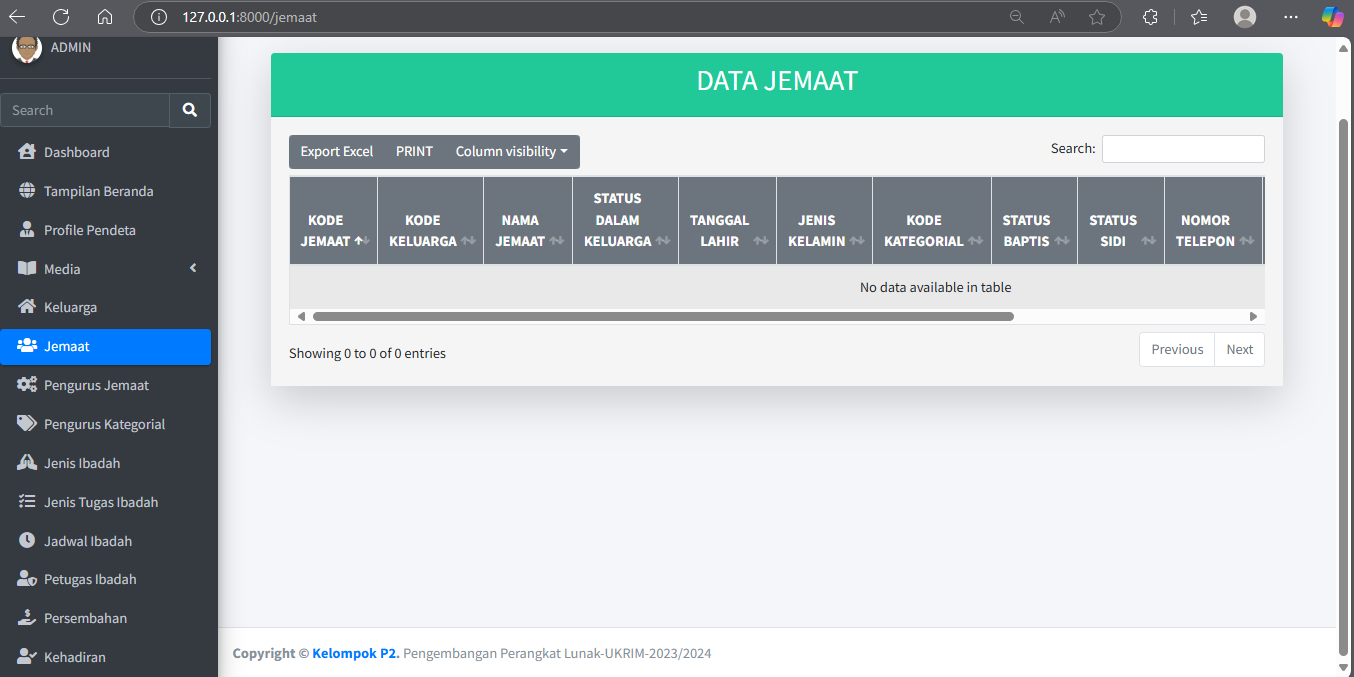 127.0.0.1:8000/jemaat
ADMIN
Search
Dashboard
Tampilan Beranda
Profile Pendeta
Media
Keluarga
Jemaat
Pengurus Jemaat
Pengurus Kategorial
Jenis Ibadah
Jenis Tugas Ibadah
Jadwal Ibadah
Petugas Ibadah
Persembahan
Kehadiran
DATA JEMAAT
Export Excel PRINT Column visibility
Search:
KODE
JEMAAT
KODE
KELUARGA
NAMA
JEMAAT
STATUS
DALAM
KELUARGA
TANGGAL
LAHIR
JENIS
KELAMIN
KODE
KATEGORIAL
STATUS
BAPTIS
STATUS
SIDI
NOMOR
TELEPON
No data available in table
Showing 0 to 0 of 0 entries
Previous Next
Copyright © Kelompok P2. Pengembangan Perangkat Lunak-UKRIM-2023/2024